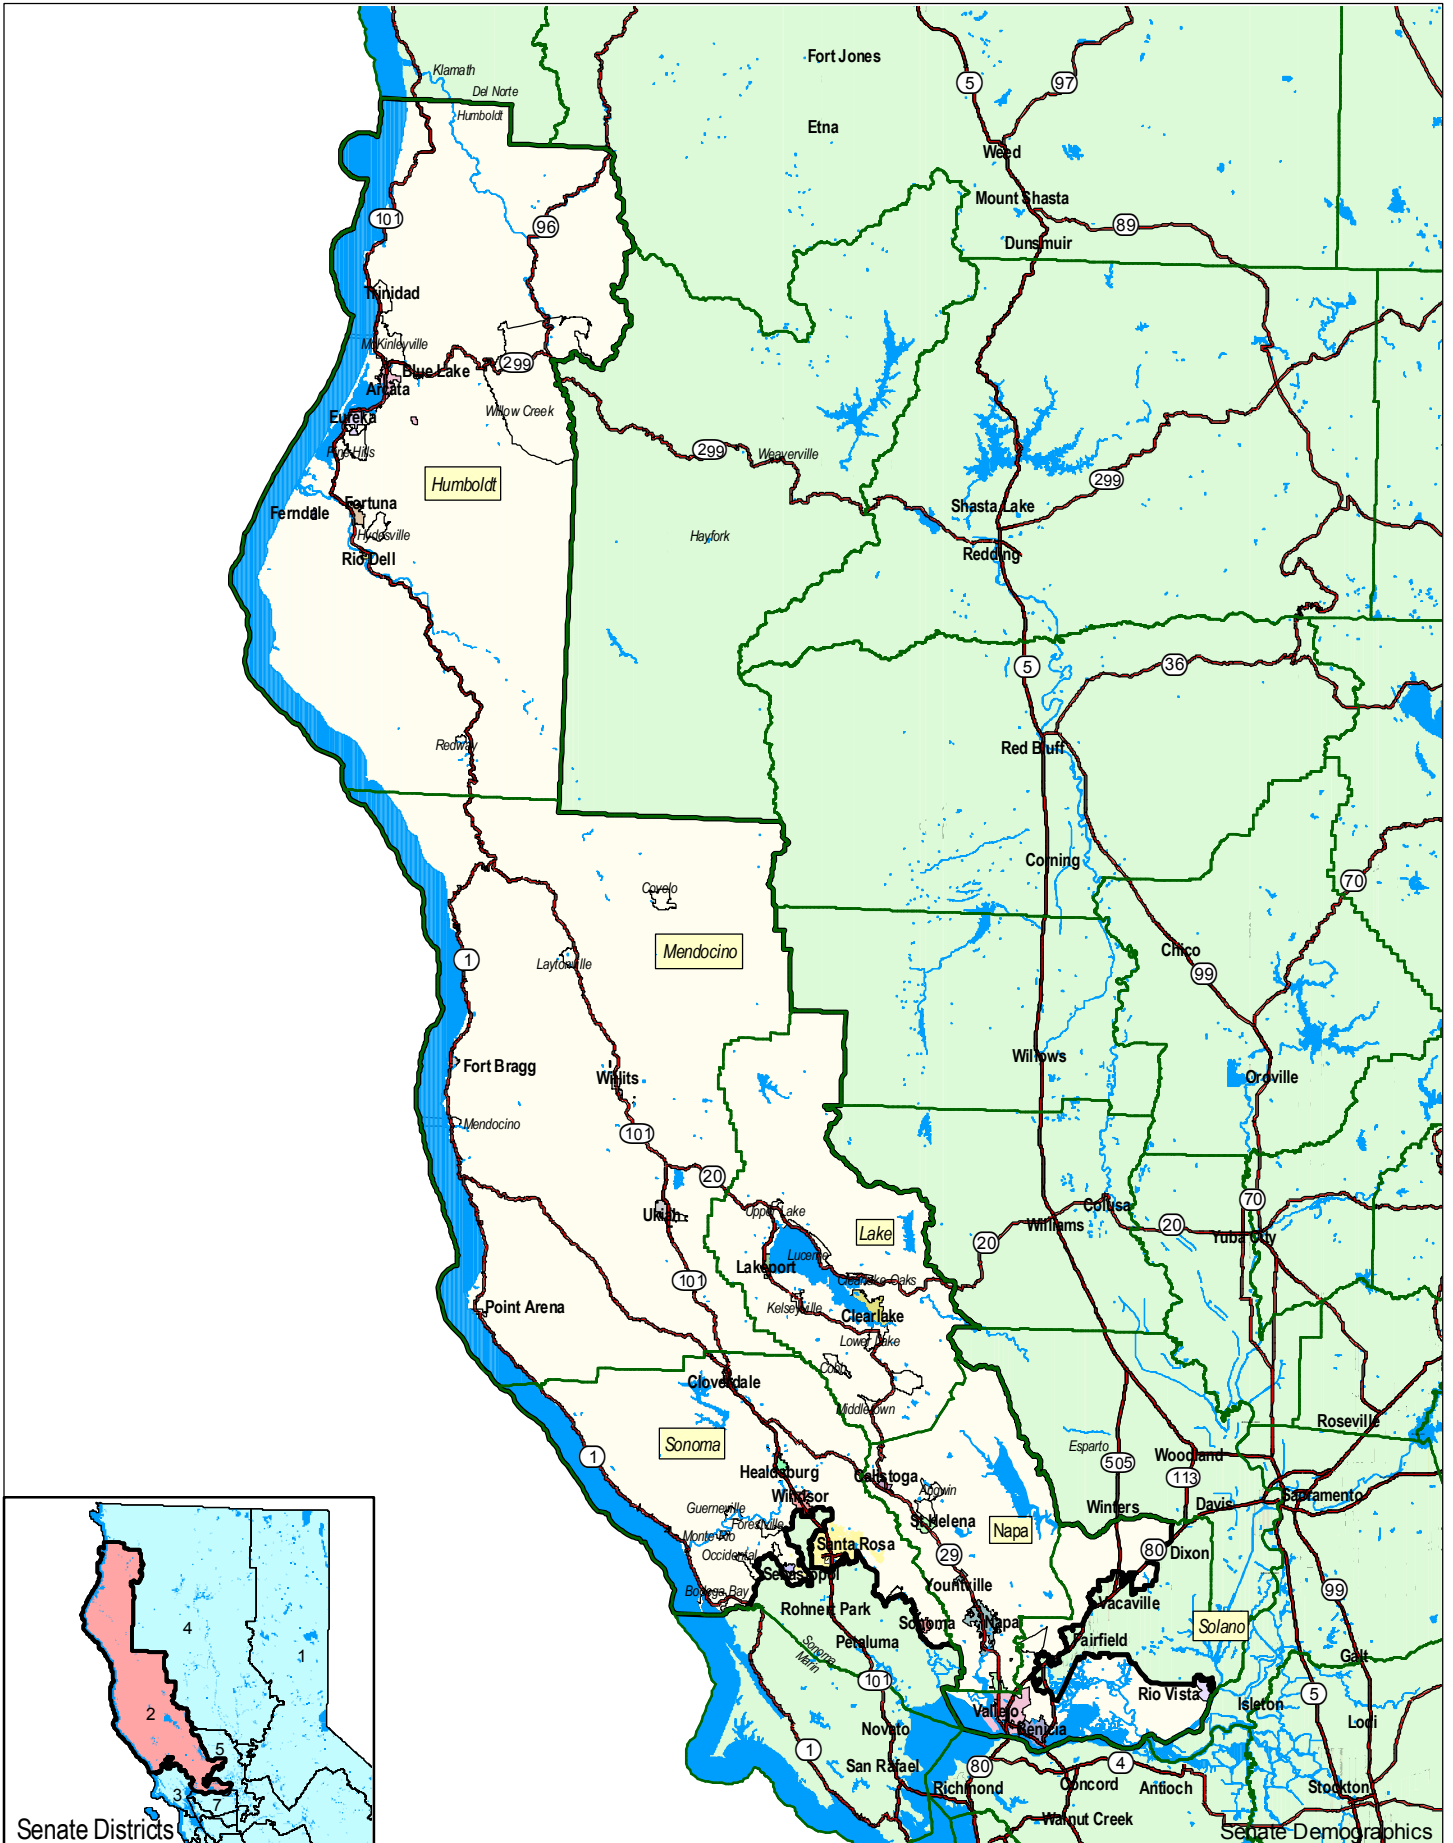 Fort Jones
Klamath
5
97
Del Norte
Humboldt
Etna
Weed
Mount Shasta
101
96
89
Dunsmuir
Trinidad
McKinleyville
299
Blue Lake
Arcata
Willow Creek
Eureka
Pine Hills
299
Weaverville
Humboldt
299
Fortuna
Shasta Lake
Ferndale
Hydesville
Hayfork
Rio Dell
Redding
5
36
Redway
Red Bluff
Corning
70
Covelo
Mendocino
Chico
1
Laytonville
99
Willows
Fort Bragg
Willits
Oroville
Mendocino
101
20
Upper Lake
Colusa
70
Ukiah
Williams
20
Lake
Yuba City
20
Lucerne
Lakeport
101
Clearlake Oaks
Point Arena
Kelseyville
Clearlake
Lower Lake
Cobb
Cloverdale
Middletown
Roseville
Sonoma
Esparto
Woodland
1
505
Healdsburg
Calistoga
113
Angwin
Windsor
Sacramento
Winters
Davis
Guerneville
Forestville
St Helena
Napa
Monte Rio
Santa Rosa
80
Dixon
Occidental
29
Sebastopol
Yountville
99
Bodega Bay
Vacaville
Rohnert Park
Sonoma
Napa
Solano
4
Petaluma
Fairfield
1
Sonoma
Marin
Galt
101
Rio Vista
5
2
Isleton
Vallejo
Lodi
Novato
Benicia
5
1
San Rafael
4
80
Concord
3
7
Richmond
Antioch
Stockton
Walnut Creek
Senate Districts
Senate Demographics